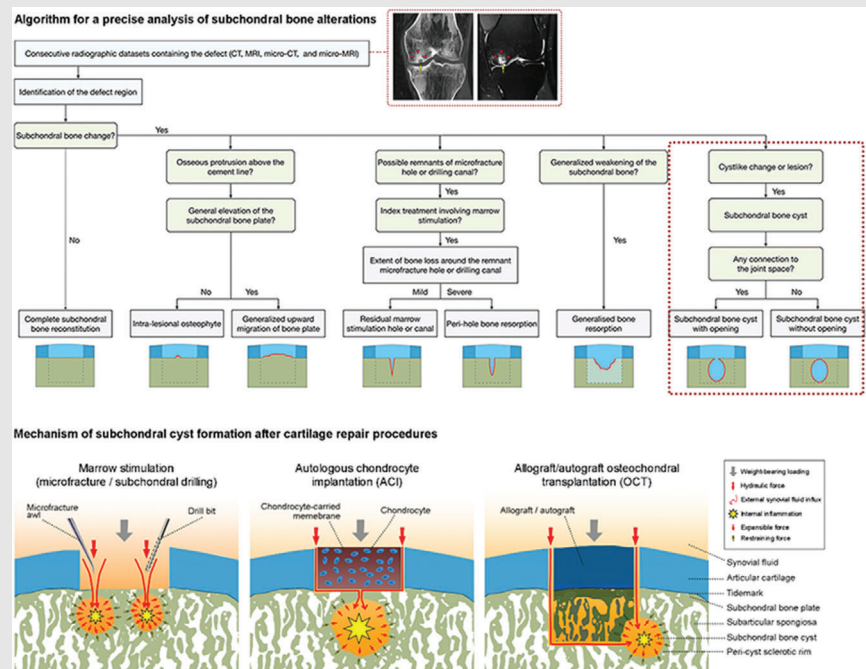 Algorithm for a precise analysis of subchondral bone alterations
Consecutive radiographic datasets containing the defect (CT, MRI, micro-CT, and micro-MRI)
Identification of the defect region
Subchondral bone change?
Yes
No
Osseous protrusion above the
cement line?
General elevation of the
subchondral bone plate?
No
Yes
Possible remnants of microfracture
hole or drilling canal?
Yes
Index treatment involving marrow
stimulation?
Yes
Extent of bone loss around the remnant
microfracture hole or drilling canal
Mild
Severe
Generalized weakening of the
subchondral bone?
Yes
Cystlike change or lesion?
Yes
Subchondral bone cyst
Any connection to
the joint space?
Yes
No
Complete subchondral
bone reconstitution
Intra-lesional osteophyte
Generalized upward
migration of bone plate
Residual marrow
stimulation hole or canal
Peri-hole bone resorption
Generalised bone
resorption
Subchondral bone cyst
with opening
Subchondral bone cyst
without opening
Mechanism of subchondral cyst formation after cartilage repair procedures
Marrow stimulation
(microfracture / subchondral drilling)
Microfracture
awl
Drill bit
Autologous chondrocyte
implantation (ACI)
Chondrocyte-carried
memebrane
Chondrocyte
Allograft/autograft osteochondral
transplantation (OCT)
Allograft / autograft
Weight-bearing loading
Hydraulic force
External synovial fluid influx
Internal inflammation
Expansible force
Restraining force
Synovial fluid
Articular cartilage
Tidemark
Subchondral bone plate
Subarticular spongiosa
Subchondral bone cyst
Peri-cyst sclerotic rim